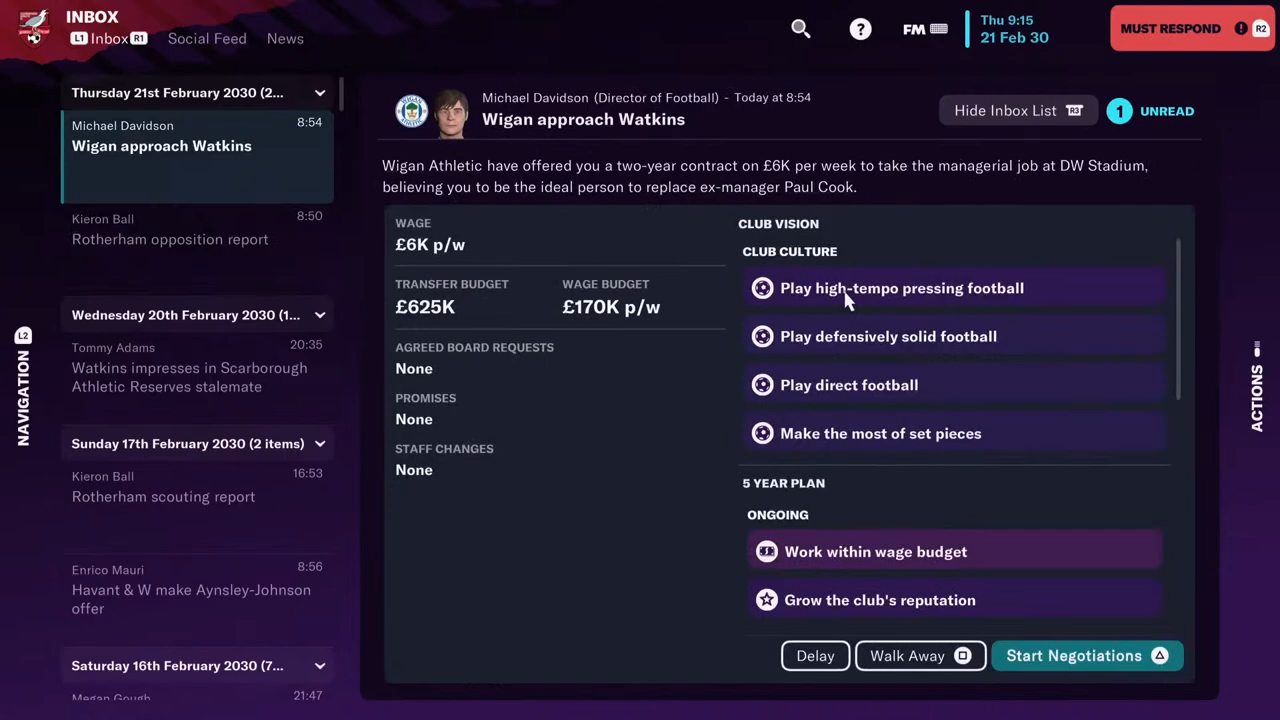 INBOX
L1 Inbox R1 Social Feed News
FM
Thu 9:15
21 Feb 30
MUST RESPOND R2
Thursday 21st February 2030 (2...
Michael Davidson 8:54
Wigan approach Watkins
Kieron Ball 8:50
Rotherham opposition report
Wednesday 20th February 2030 (1...
Tommy Adams 20:35
Watkins impresses in Scarborough
Athletic Reserves stalemate
Sunday 17th February 2030 (2 items)
Kieron Ball 16:53
Rotherham scouting report
Enrico Mauri 8:56
Havant & W make Aynsley-Johnson
offer
Saturday 16th February 2030 (7...
Megan Gough 21:47
L2
NAVIGATION
Michael Davidson (Director of Football) - Today at 8:54
Wigan approach Watkins
Hide Inbox List R3
1 UNREAD
Wigan Athletic have offered you a two-year contract on £6K per week to take the managerial job at DW Stadium,
believing you to be the ideal person to replace ex-manager Paul Cook.
WAGE
£6K p/w
TRANSFER BUDGET WAGE BUDGET
£625K £170K p/w
AGREED BOARD REQUESTS
None
PROMISES
None
STAFF CHANGES
None
CLUB VISION
CLUB CULTURE
Play high-tempo pressing football
Play defensively solid football
Play direct football
Make the most of set pieces
5 YEAR PLAN
ONGOING
Work within wage budget
Grow the club's reputation
Delay Walk Away Start Negotiations
ACTIONS